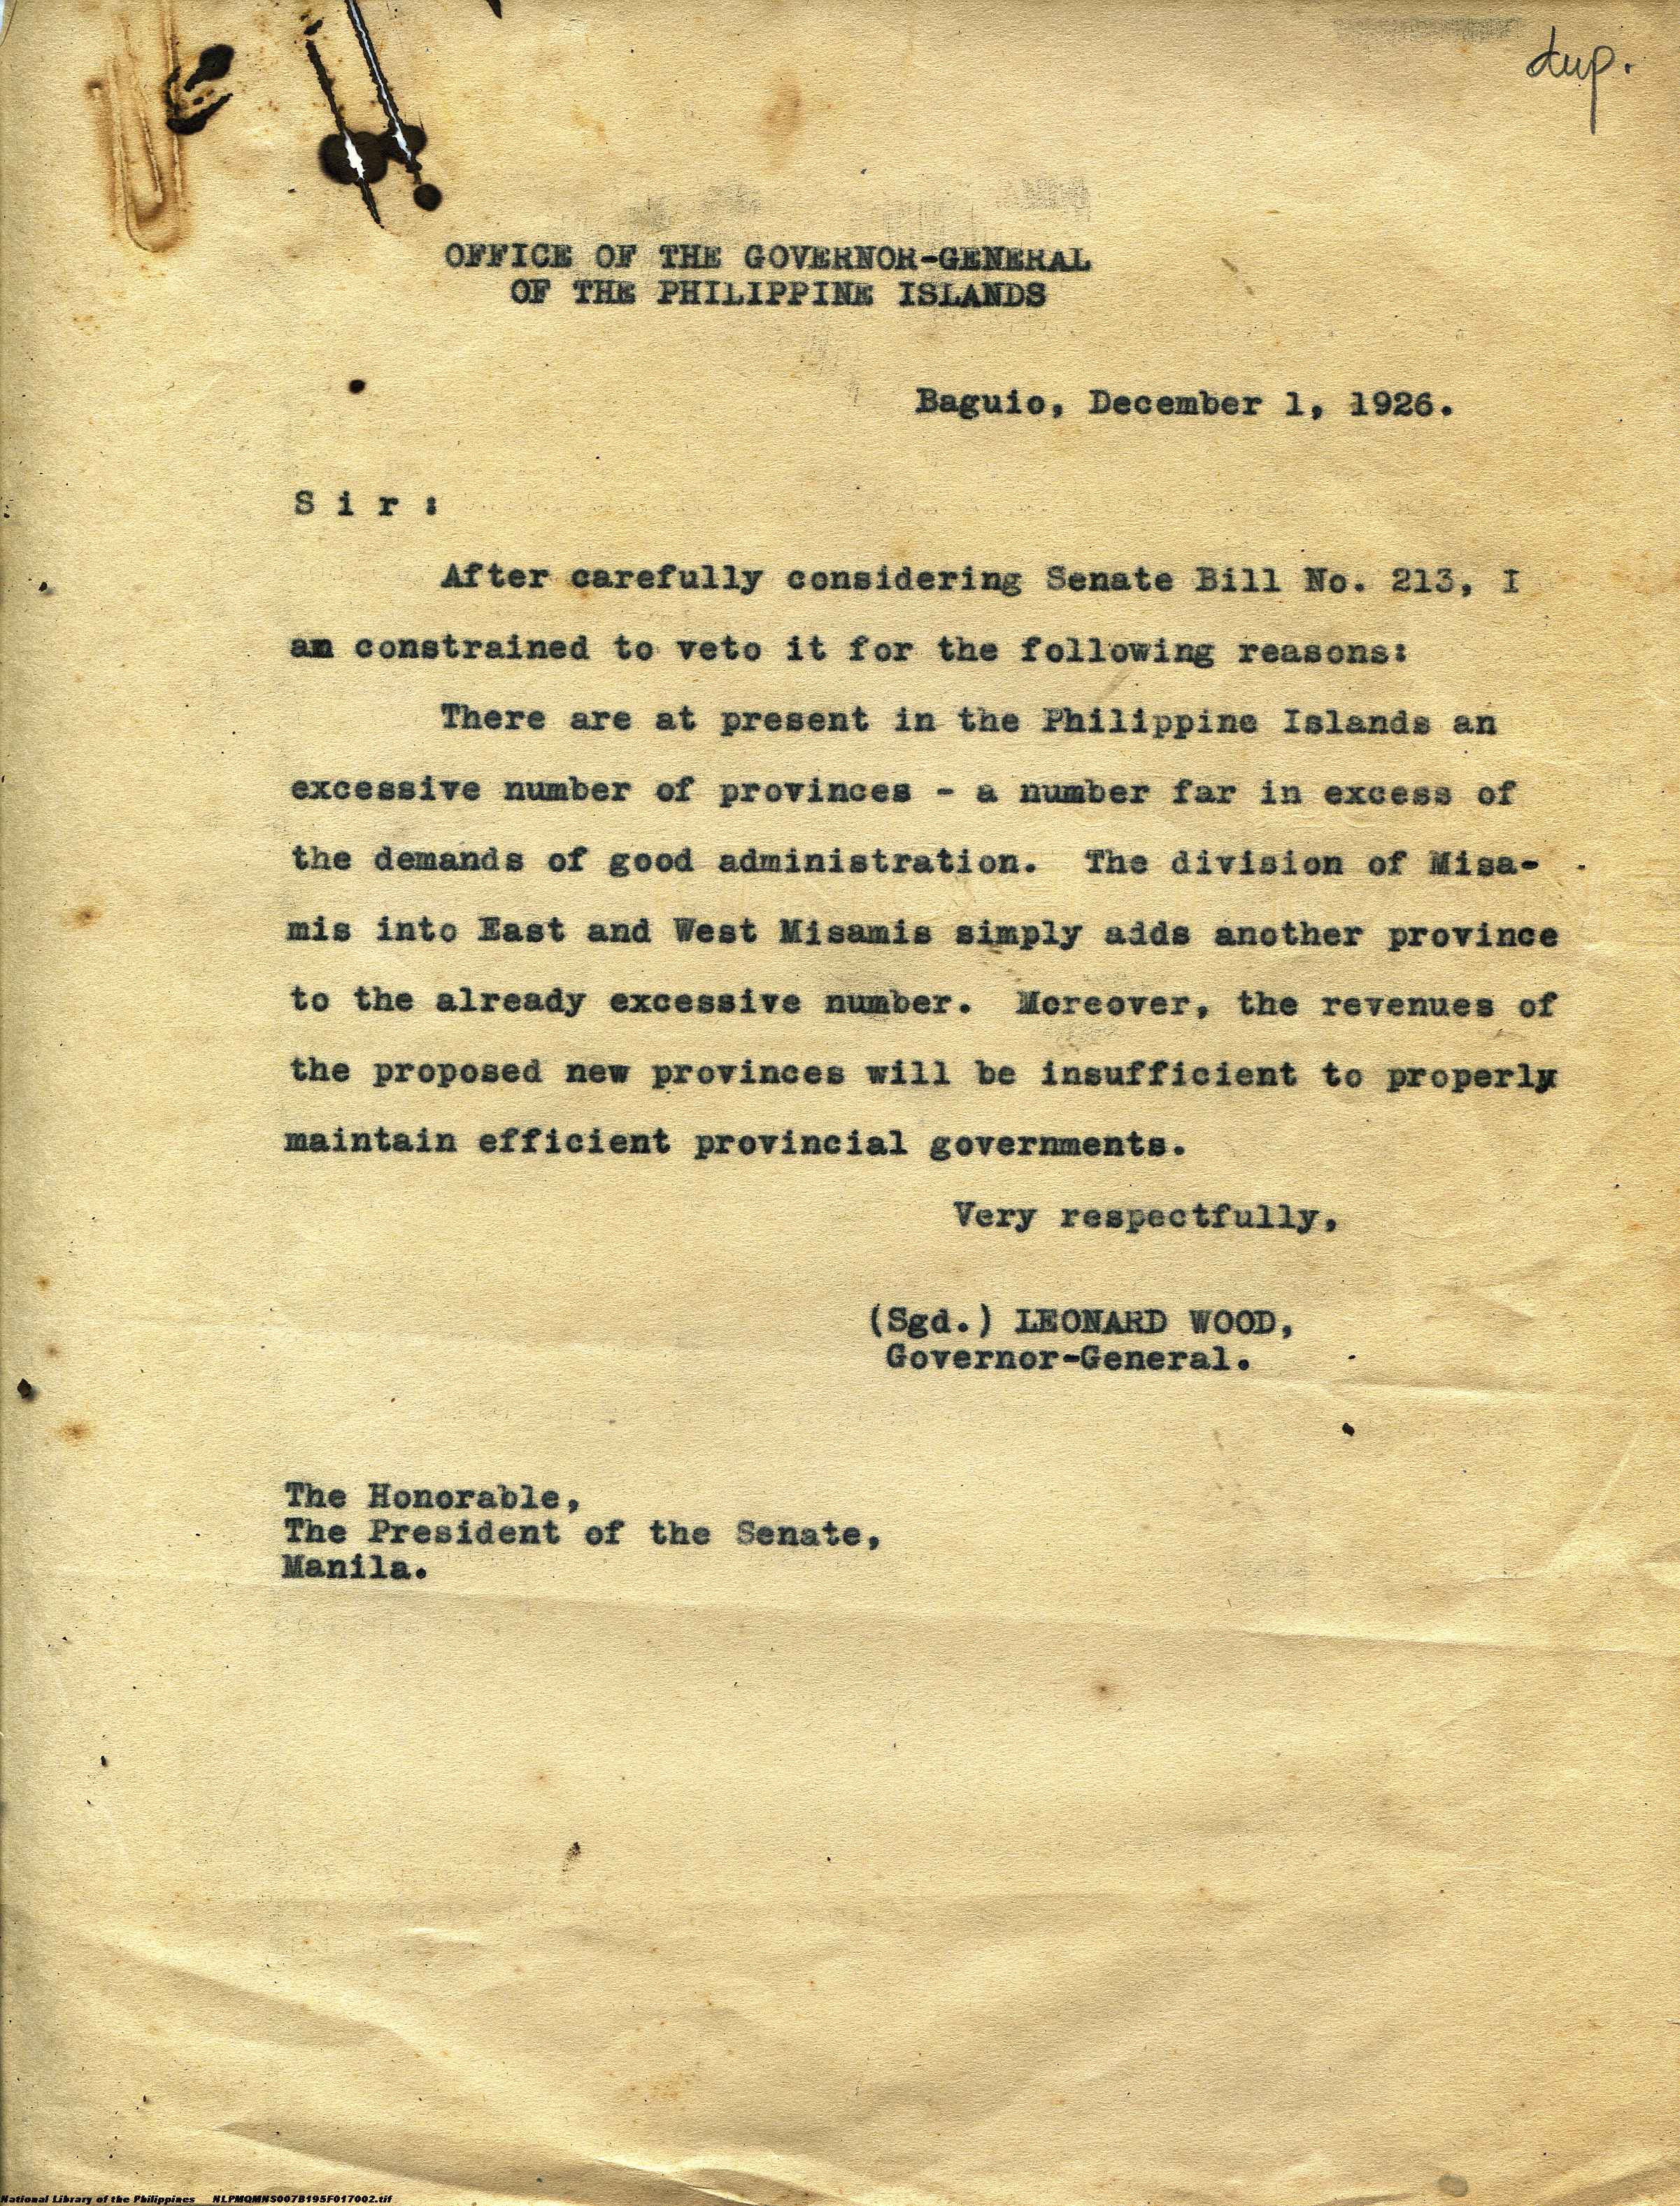 dup.
OFFICE OF THE GOVERNOR-GENERAL
OF THE PHILIPPINE ISLANDS
Baguio, December 1, 1926.
S i r :
After carefully considering Senate Bill No. 213, I
am constrained to veto it for the following reasons:
There are at present in the Philippine Islands an
excessive number of provinces - a number far in excess of
the demands of good administration. The division of Misa-
mis into East and West Misamis simply adds another province
to the already excessive number. Moreover, the revenues of
the proposed new provinces will be insufficient to properly
maintain efficient provincial governments.
Very respectfully,
(Sgd.) LEONARD WOOD,
Governor-General.
The Honorable,
The President of the Senate,
Manila.
National Library of the Philippines NLPMQMNS007B195F017002.tif